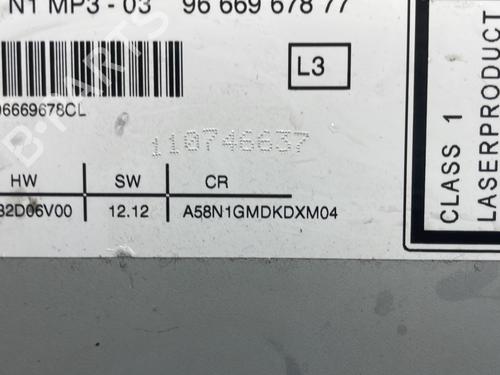 N1 MP3 - 03 96 669 678 77
L3
96669678CL
110746637
HW SW CR
32D06V00 12.12 A58N1GMDKDXM04
CLASS 1
LASERPRODUCT
B-PARTS